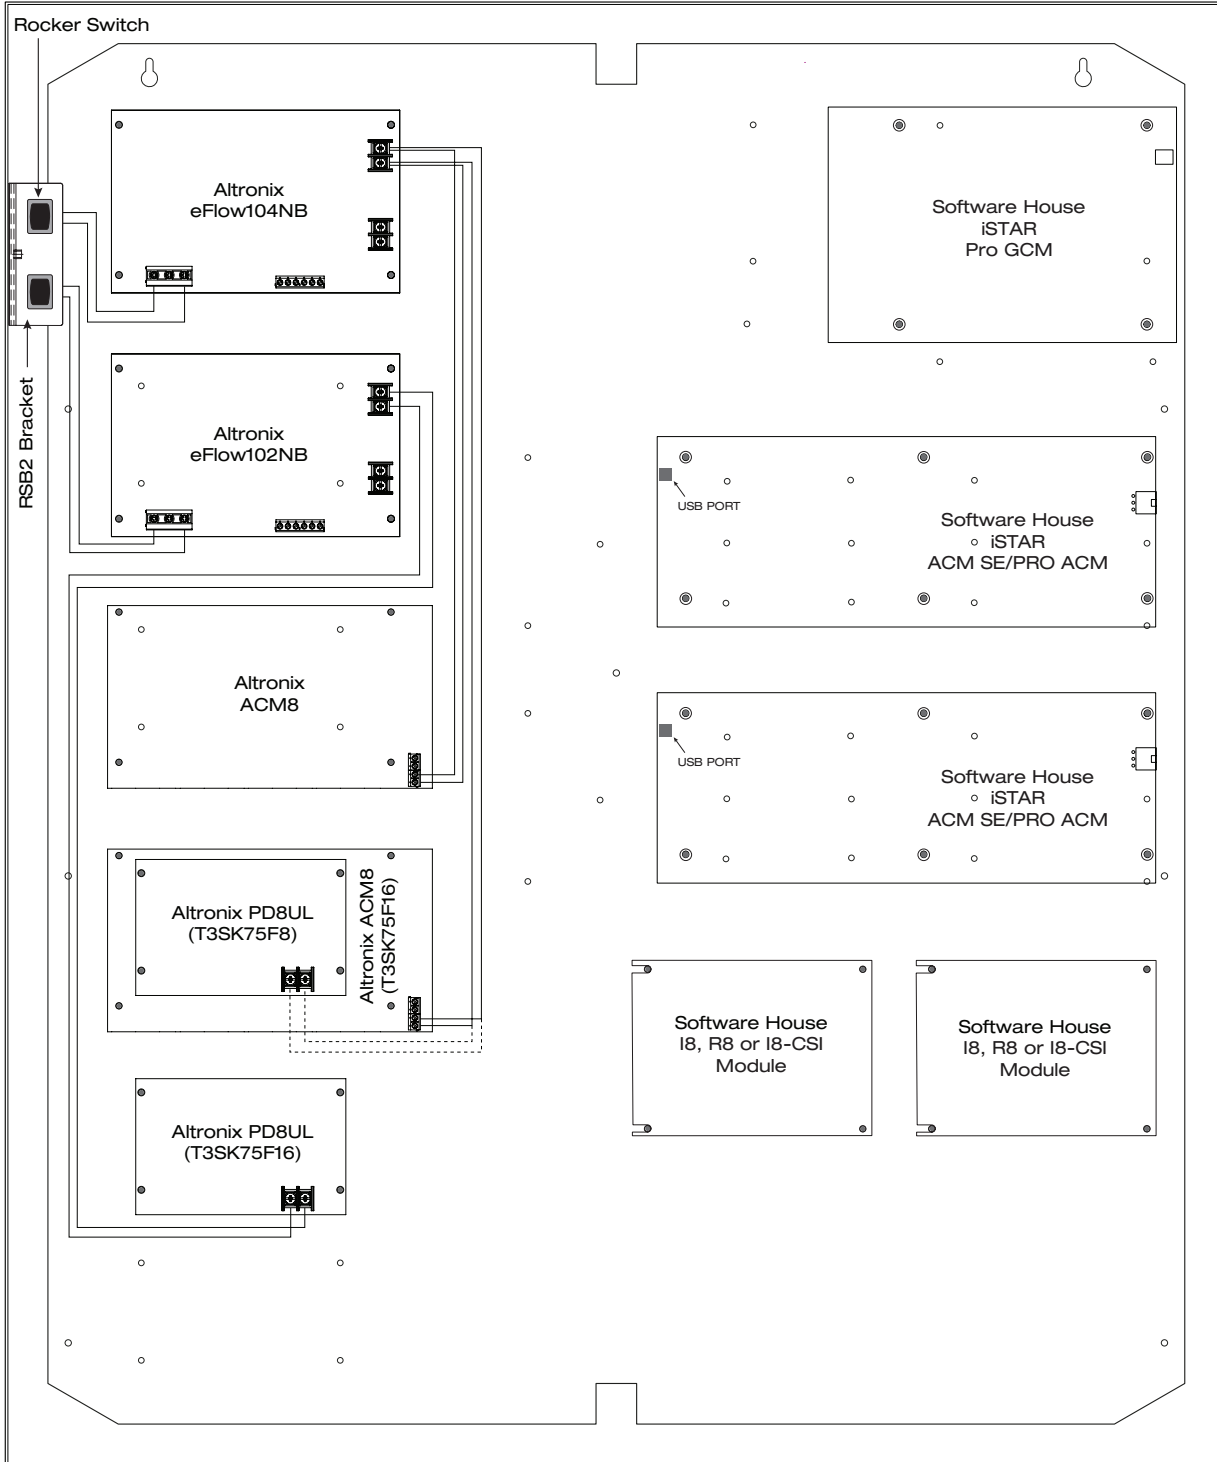 Rocker Switch
Altronix
eFlow104NB
Software House
iSTAR
Pro GCM
RSB2 Bracket
Altronix
eFlow102NB
USB PORT
Software House
iSTAR
ACM SE/PRO ACM
Altronix
ACM8
USB PORT
Software House
iSTAR
ACM SE/PRO ACM
Altronix PD8UL
(T3SK75F8)
Altronix ACM8
(T3SK75F16)
Software House
I8, R8 or I8-CSI
Module
Software House
I8, R8 or I8-CSI
Module
Altronix PD8UL
(T3SK75F16)